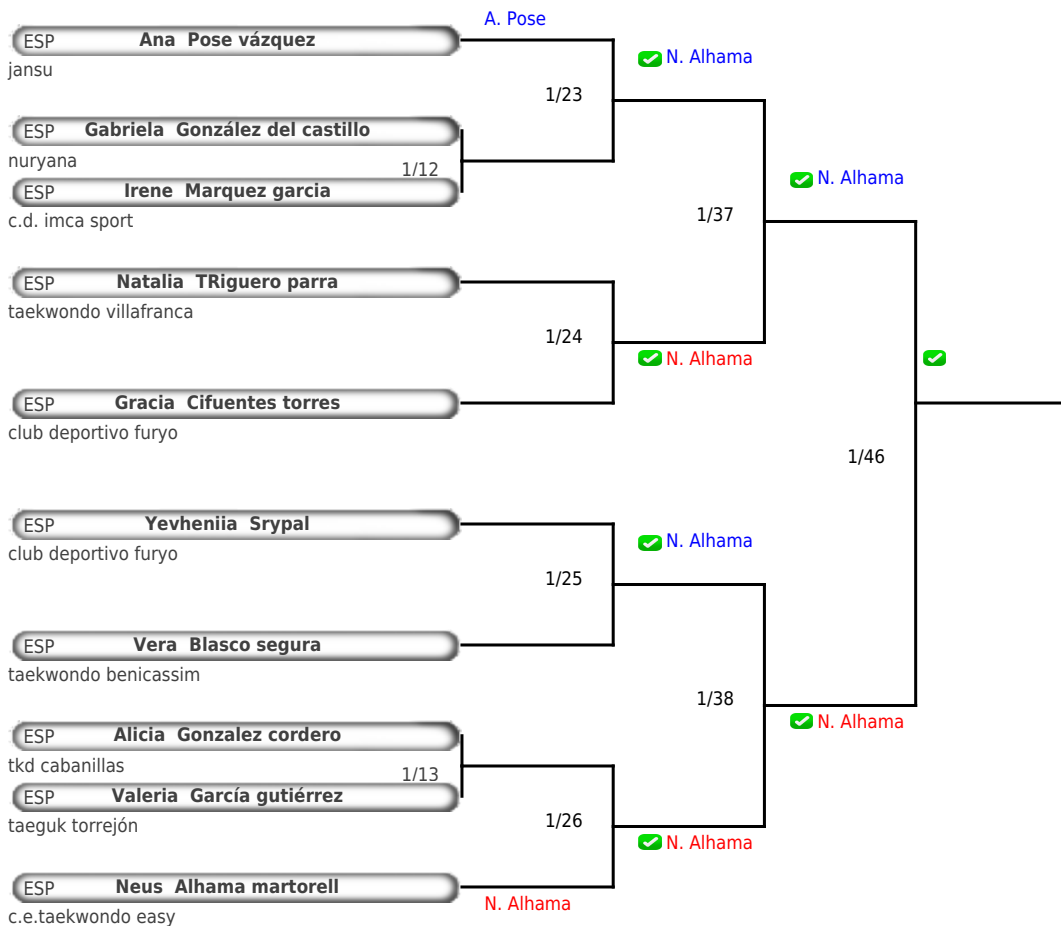 A. Pose
ESP Ana Pose vázquez
jansu
N. Alhama
1/23
ESP Gabriela González del castillo
nuryana
1/12
ESP Irene Marquez garcia
c.d. imca sport
N. Alhama
1/37
ESP Natalia TRiguero parra
taekwondo villafranca
1/24
N. Alhama
ESP Gracia Cifuentes torres
club deportivo furyo
1/46
ESP Yevheniia Srypal
club deportivo furyo
N. Alhama
1/25
ESP Vera Blasco segura
taekwondo benicassim
1/38
N. Alhama
ESP Alicia Gonzalez cordero
tkd cabanillas
1/13
ESP Valeria García gutiérrez
taeguk torrejón
1/26
N. Alhama
ESP Neus Alhama martorell
N. Alhama
c.e.taekwondo easy